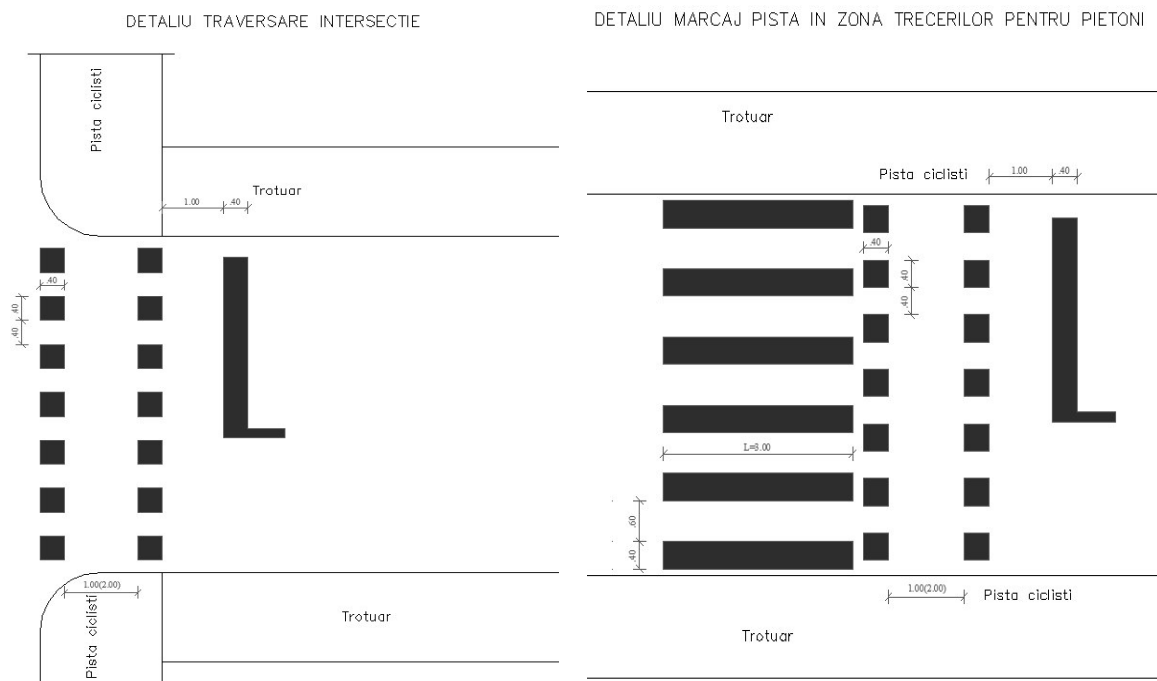 DETALIU TRAVERSARE INTERSECTIE
Pista ciclisti
Trotuar
1.00
.40
.40
.40
.40
1.00(2.00)
Pista ciclisti
Trotuar
DETALIU MARCAJ PISTA IN ZONA TRECERILOR PENTRU PIETONI
Trotuar
Pista ciclisti
1.00
.40
.40
.40
.40
L=3.00
.60
.40
1.00(2.00)
Pista ciclisti
Trotuar